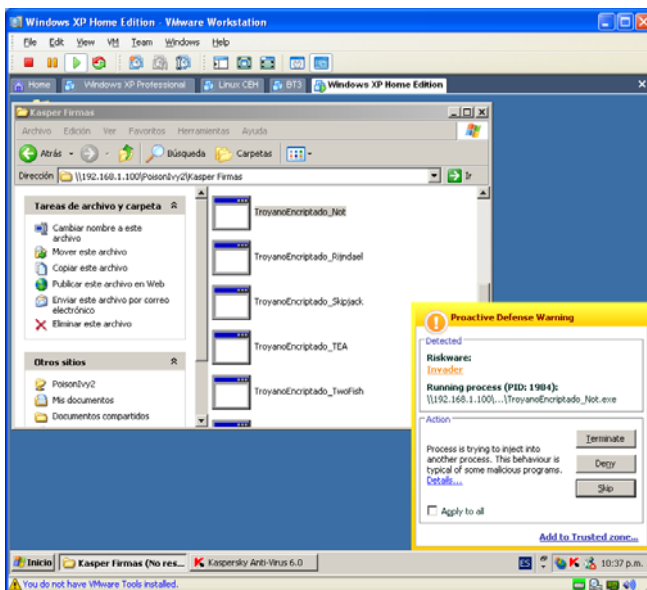 Windows XP Home Edition - VMware Workstation
File Edit View VM Team Windows Help
Home Windows XP Professional Linux CEH BT3 Windows XP Home Edition
Kasper Firmas
Archivo Edición Ver Favoritos Herramientas Ayuda
Atrás Búsqueda Carpetas
Dirección \\192.168.1.100\PoisonIvy2\Kasper Firmas Ir
Tareas de archivo y carpeta
Cambiar nombre a este
archivo
Mover este archivo
Copiar este archivo
Publicar este archivo en Web
Enviar este archivo por correo
electrónico
Eliminar este archivo
Otros sitios
PoisonIvy2
Mis documentos
Documentos compartidos
TroyanoEncriptado_Not
TroyanoEncriptado_Rijndael
TroyanoEncriptado_Skipjack
TroyanoEncriptado_TEA
TroyanoEncriptado_TwoFish
Proactive Defense Warning
Detected
Riskware:
Invader
Running process (PID: 1984):
\\192.168.1.100\...\TroyanoEncriptado_Not.exe
Action
Process is trying to inject into
another process. This behaviour is
typical of some malicious programs.
Details...
Terminate
Deny
Skip
Apply to all
Add to Trusted zone...
Inicio Kasper Firmas (No res... Kaspersky Anti-Virus 6.0 ES 10:37 p.m.
You do not have VMware Tools installed.